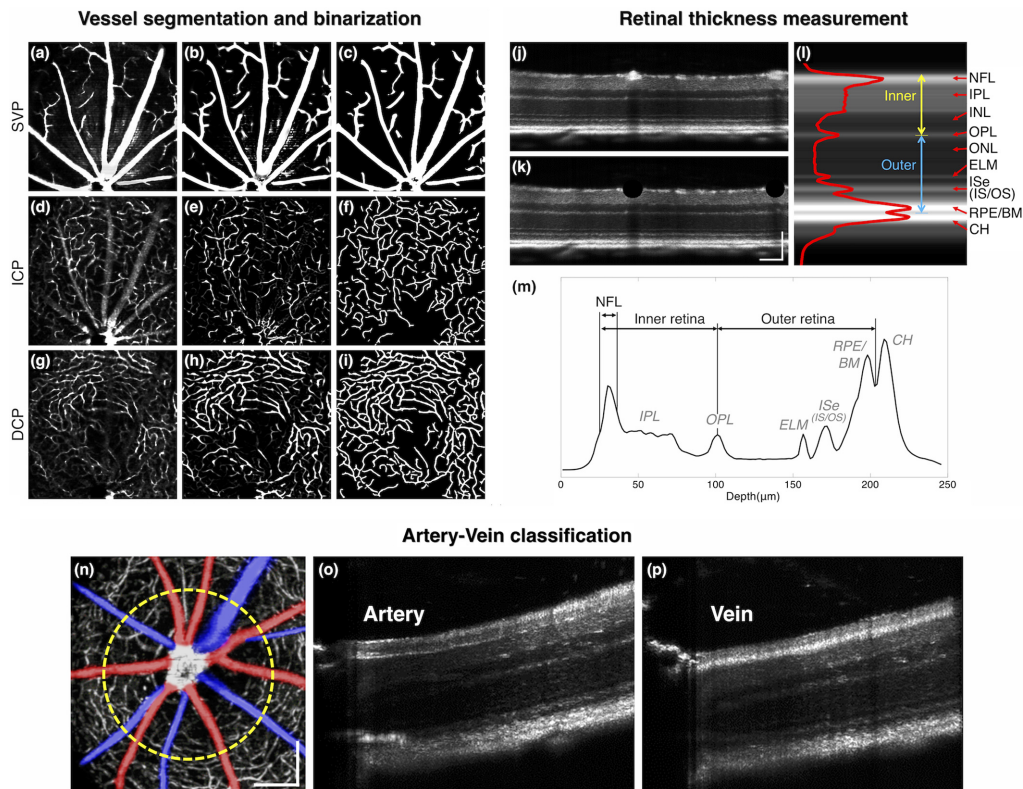 Vessel segmentation and binarization
(a)
(b)
(c)
SVP
(d)
(e)
(f)
ICP
(g)
(h)
(i)
DCP
Retinal thickness measurement
(j)
(k)
(l)
Inner
Outer
NFL
IPL
INL
OPL
ONL
ELM
ISe
(IS/OS)
RPE/BM
CH
(m)
NFL
Inner retina
Outer retina
IPL
OPL
ELM
ISe
(IS/OS)
RPE/
BM
CH
0
50
100
150
200
250
Depth(μm)
Artery-Vein classification
(n)
(o)
Artery
(p)
Vein